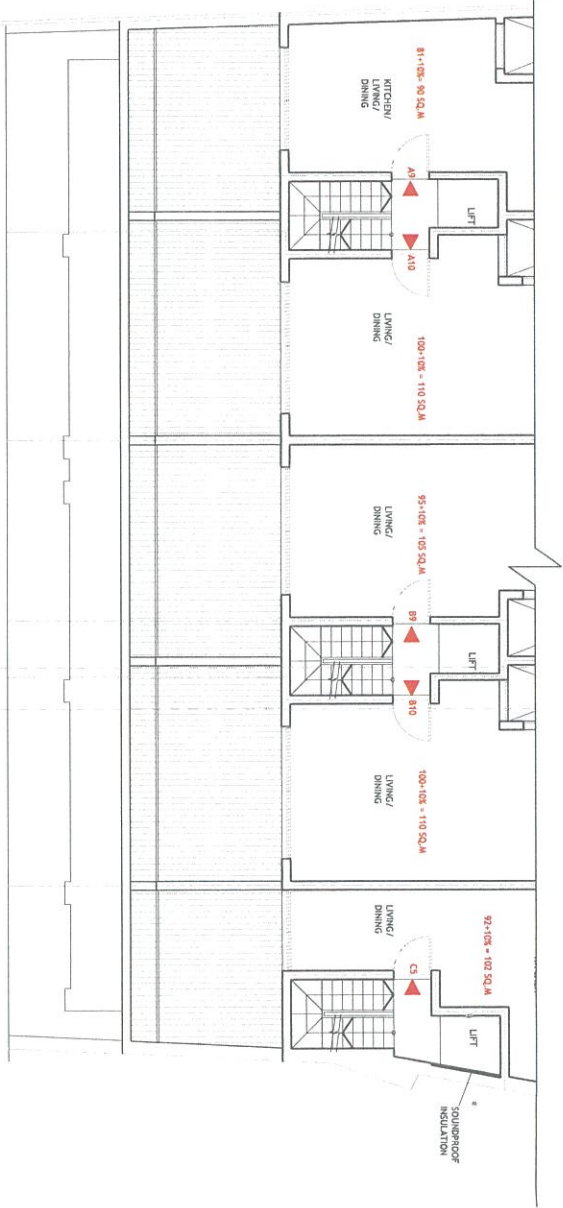 81+10%= 90 SQ.M
KITCHEN/
LIVING/
DINING
A9
LIFT
A10
100+10% = 110 SQ.M
LIVING/
DINING
95+10% = 105 SQ.M
LIVING/
DINING
B9
LIFT
B10
100+10% = 110 SQ.M
LIVING/
DINING
92+10% = 102 SQ.M
LIVING/
DINING
C5
LIFT
*
SOUNDPROOF
INSULATION